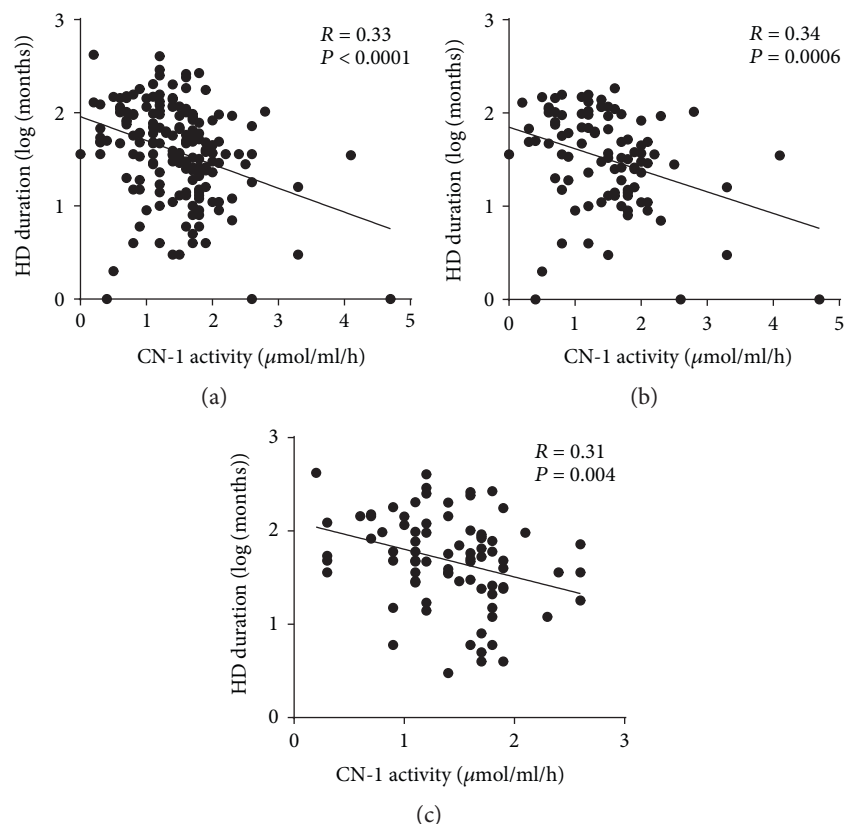 3
2
1
0
HD duration (log (months))
R = 0.33
P < 0.0001
0 1 2 3 4 5
CN-1 activity (μmol/ml/h)
(a)
3
2
1
0
HD duration (log (months))
R = 0.34
P = 0.0006
0 1 2 3 4 5
CN-1 activity (μmol/ml/h)
(b)
3
2
1
0
HD duration (log (months))
R = 0.31
P = 0.004
0 1 2 3
CN-1 activity (μmol/ml/h)
(c)